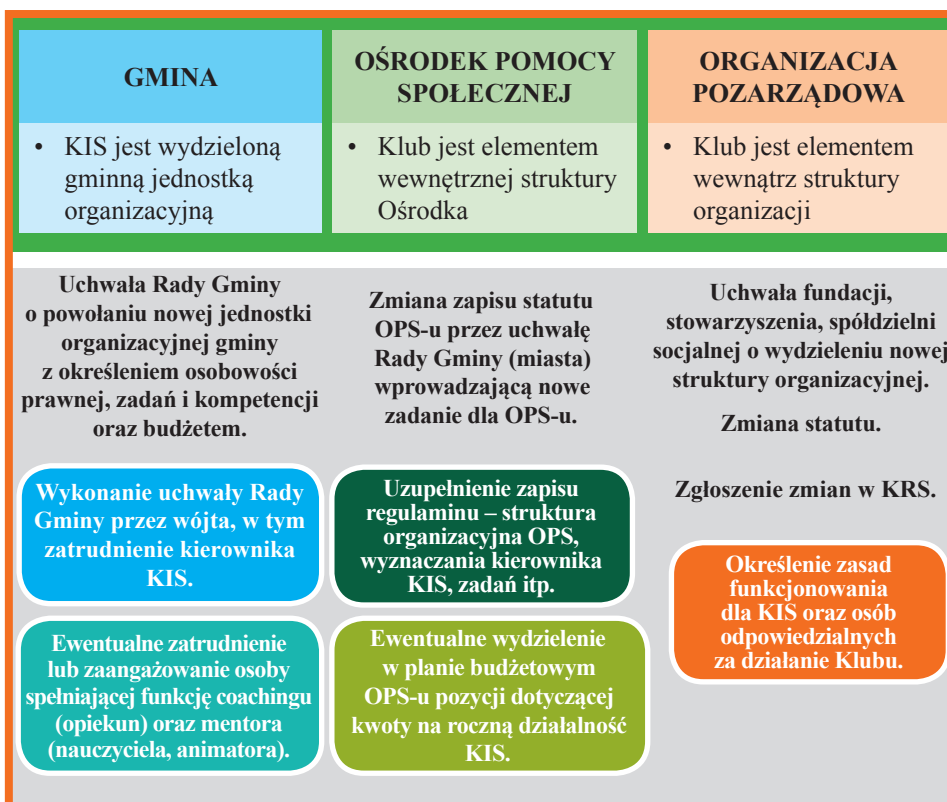 GMINA
• KIS jest wydzieloną
gminną jednostką
organizacyjną
OŚRODEK POMOCY
SPOŁECZNEJ
• Klub jest elementem
wewnętrznej struktury
Ośrodka
ORGANIZACJA
POZARZĄDOWA
• Klub jest elementem
wewnątrz struktury
organizacji
Uchwała Rady Gminy
o powołaniu nowej jednostki
organizacyjnej gminy
z określeniem osobowości
prawnej, zadań i kompetencji
oraz budżetem.
Wykonanie uchwały Rady
Gminy przez wójta, w tym
zatrudnienie kierownika
KIS.
Ewentualne zatrudnienie
lub zaangażowanie osoby
spełniającej funkcję coachingu
(opiekun) oraz mentora
(nauczyciela, animatora).
Zmiana zapisu statutu
OPS-u przez uchwałę
Rady Gminy (miasta)
wprowadzającą nowe
zadanie dla OPS-u.
Uzupełnienie zapisu
regulaminu – struktura
organizacyjna OPS,
wyznaczania kierownika
KIS, zadań itp.
Ewentualne wydzielenie
w planie budżetowym
OPS-u pozycji dotyczącej
kwoty na roczną działalność
KIS.
Uchwała fundacji,
stowarzyszenia, spółdzielni
socjalnej o wydzieleniu nowej
struktury organizacyjnej.
Zmiana statutu.
Zgłoszenie zmian w KRS.
Określenie zasad
funkcjonowania
dla KIS oraz osób
odpowiedzialnych
za działanie Klubu.